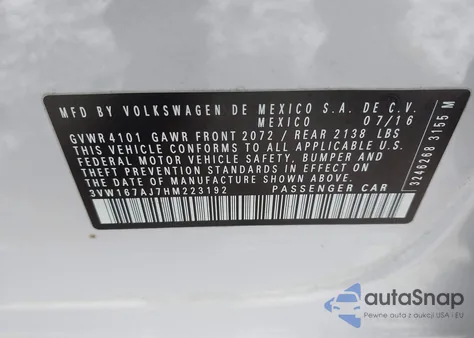 MFD BY VOLKSWAGEN DE MEXICO S.A. DE C.V.
MEXICO 07/16
GVWR 4101 GAWR FRONT 2072 / REAR 2138 LBS
THIS VEHICLE CONFORMS TO ALL APPLICABLE U.S.
FEDERAL MOTOR VEHICLE SAFETY, BUMPER AND
THEFT PREVENTION STANDARDS IN EFFECT ON
THE DATE OF MANUFACTURE SHOWN ABOVE
3VW167AJ7HM223192 PASSENGER CAR
3246268 3155 M
autoSnap
Pewne auta z aukcji USA - EU